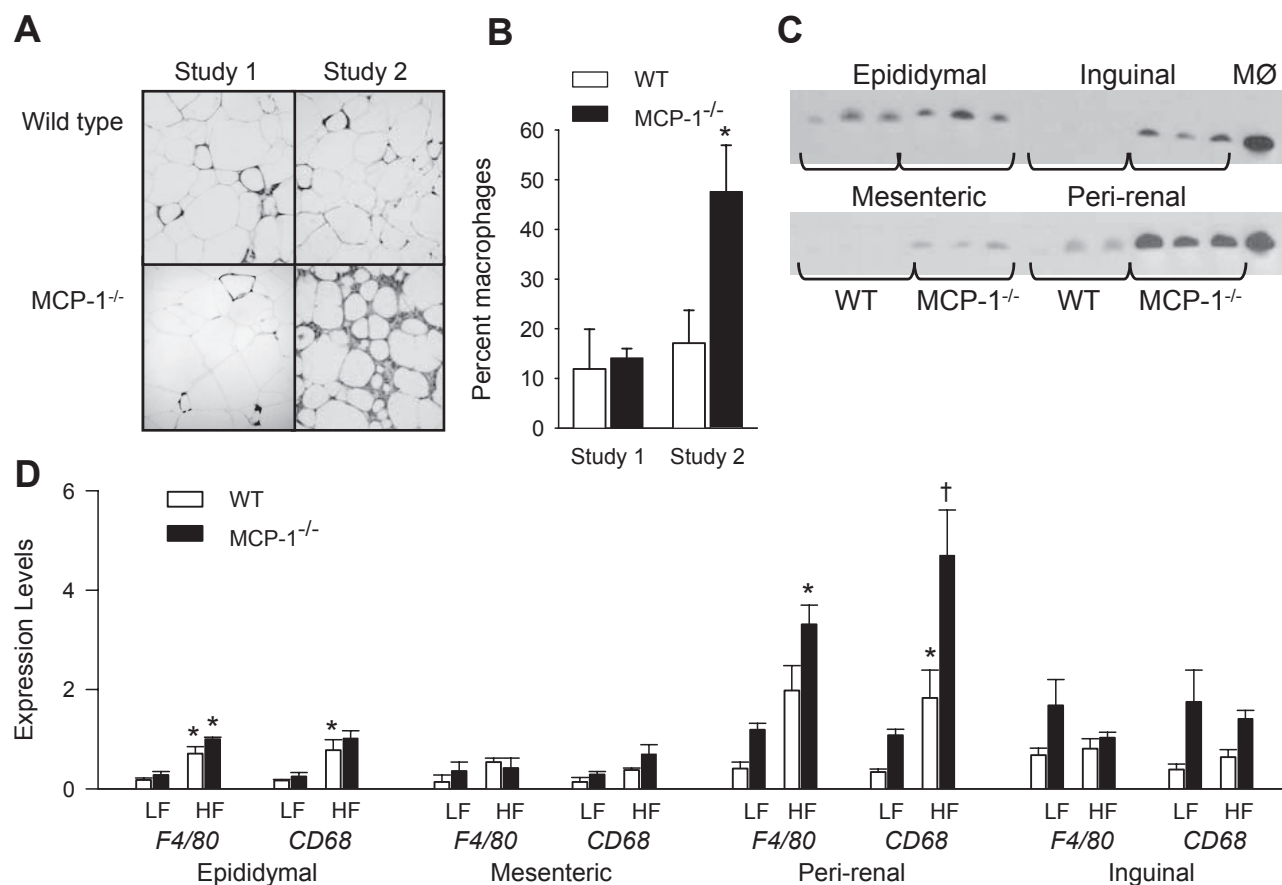 A
Study 1 Study 2
Wild type
MCP-1-/-
B
WT
MCP-1-/-
Percent macrophages
60
50
40
30
20
10
0
*
Study 1 Study 2
C
Epididymal Inguinal MØ
Mesenteric Peri-renal
WT MCP-1-/- WT MCP-1-/-
D
WT
MCP-1-/-
Expression Levels
6
4
2
0
* * * * * †
LF HF LF HF LF HF LF HF LF HF LF HF LF HF LF HF
F4/80 CD68 F4/80 CD68 F4/80 CD68 F4/80 CD68
Epididymal Mesenteric Peri-renal Inguinal